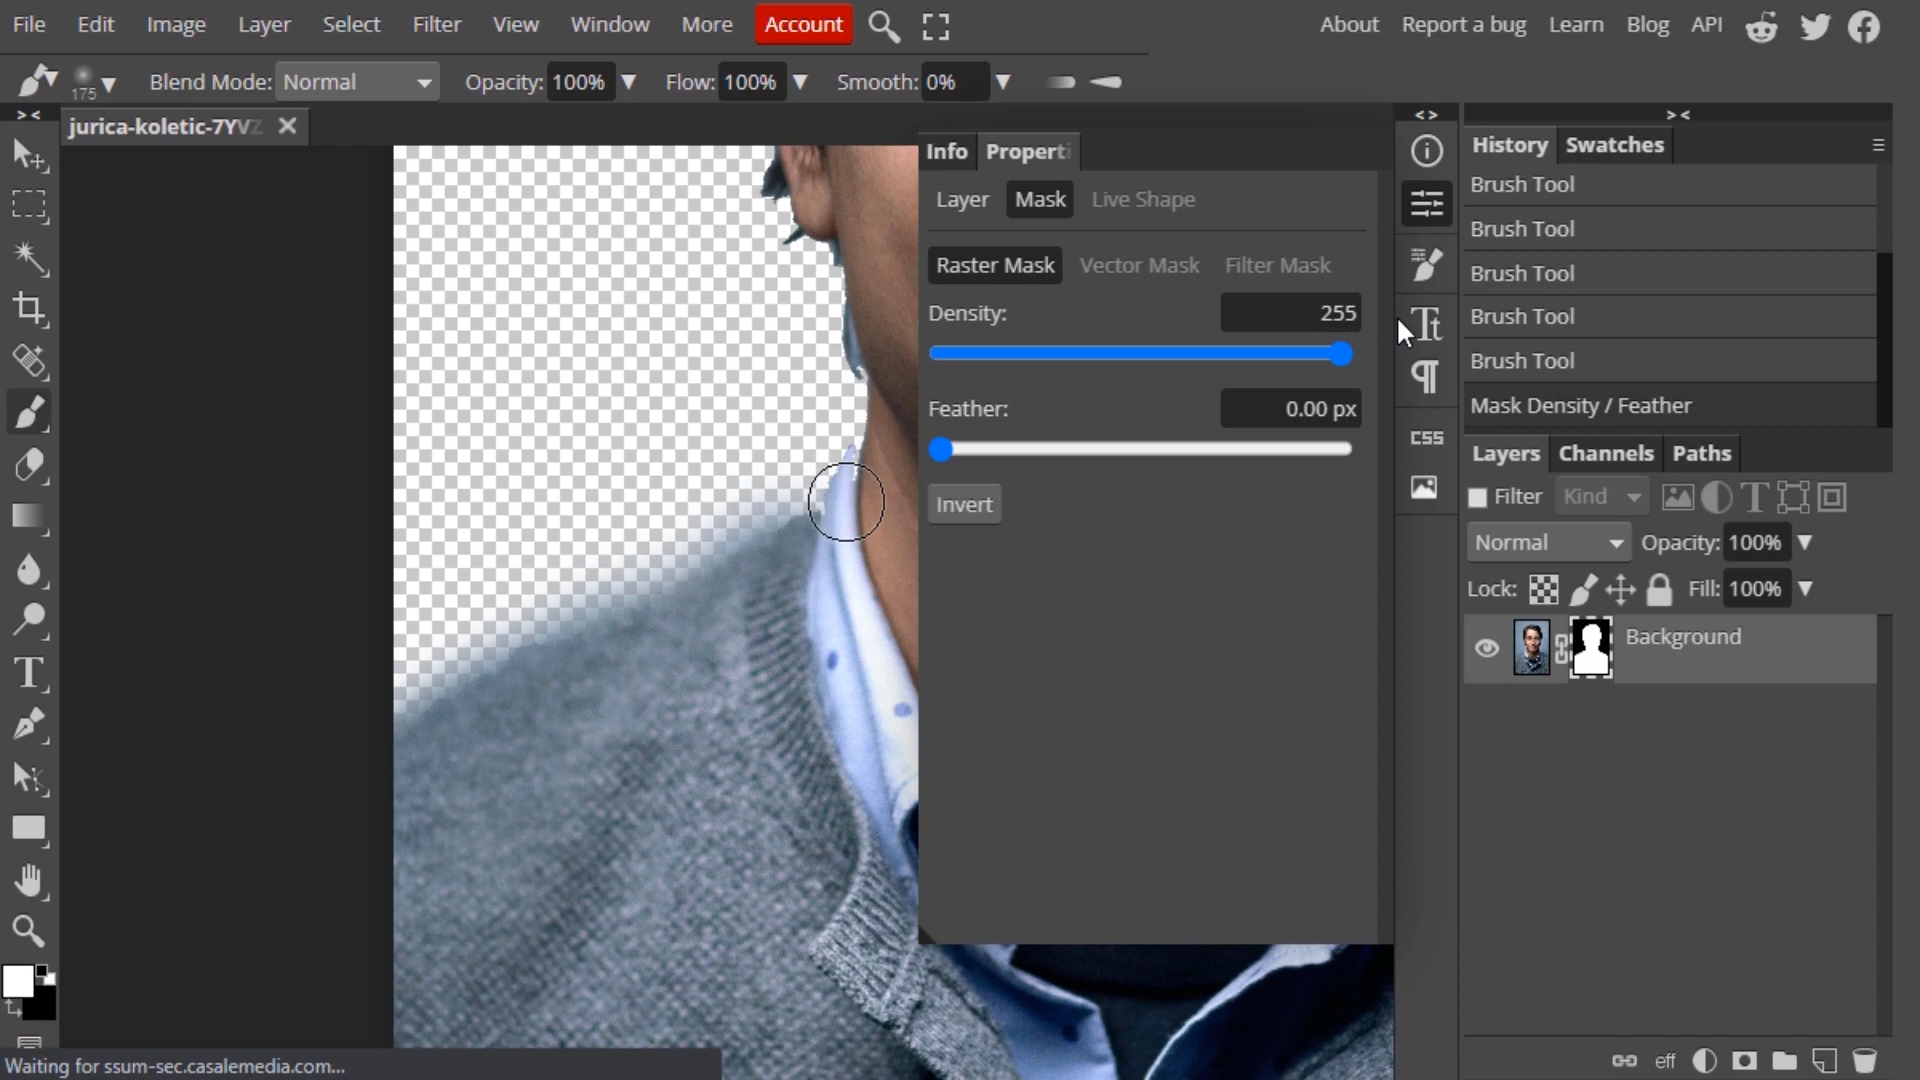 File Edit Image Layer Select Filter View Window More Account About Report a bug Learn Blog API
175 Blend Mode: Normal Opacity: 100% Flow: 100% Smooth: 0%
jurica-koletic-7YVZ
Info Properti
Layer Mask Live Shape
Raster Mask Vector Mask Filter Mask
Density: 255
Feather: 0.00 px
Invert
CSS
History Swatches
Brush Tool
Brush Tool
Brush Tool
Brush Tool
Brush Tool
Mask Density / Feather
Layers Channels Paths
Filter Kind
Normal Opacity: 100%
Lock: Fill: 100%
Background
eff
Waiting for ssum-sec.casalemedia.com...